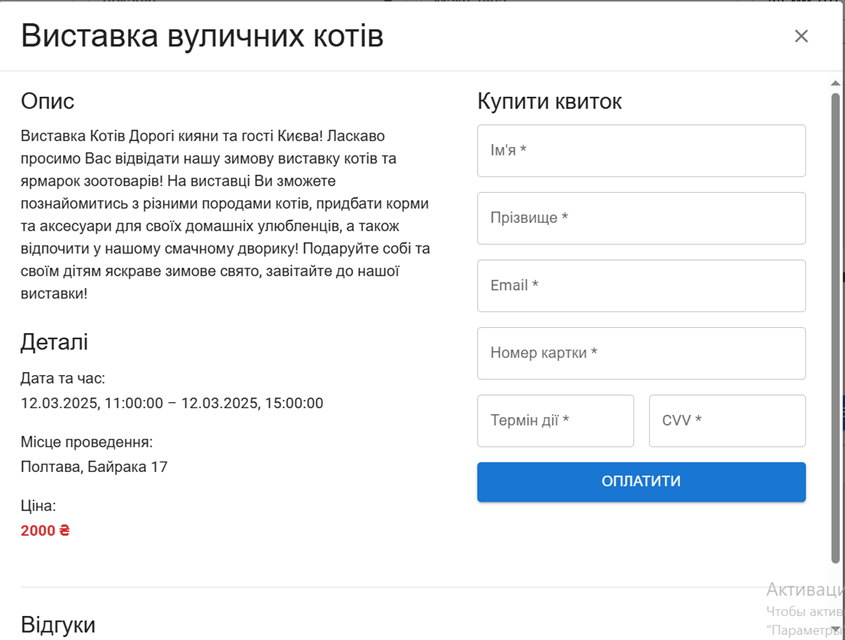 Виставка вуличних котів
Опис
Виставка Котів Дорогі кияни та гості Києва! Ласкаво
просимо Вас відвідати нашу зимову виставку котів та
ярмарок зоотоварів! На виставці Ви зможете
познайомитись з різними породами котів, придбати корми
та аксесуари для своїх домашніх улюбленців, а також
відпочити у нашому смачному дворику! Подаруйте собі та
своїм дітям яскраве зимове свято, завітайте до нашої
виставки!
Деталі
Дата та час:
12.03.2025, 11:00:00 – 12.03.2025, 15:00:00
Місце проведення:
Полтава, Байрака 17
Ціна:
2000 ₴
Купити квиток
Ім'я *
Прізвище *
Email *
Номер картки *
Термін дії *
CVV *
ОПЛАТИТИ
Відгуки
Активаци
Чтобы актив
"Параметры